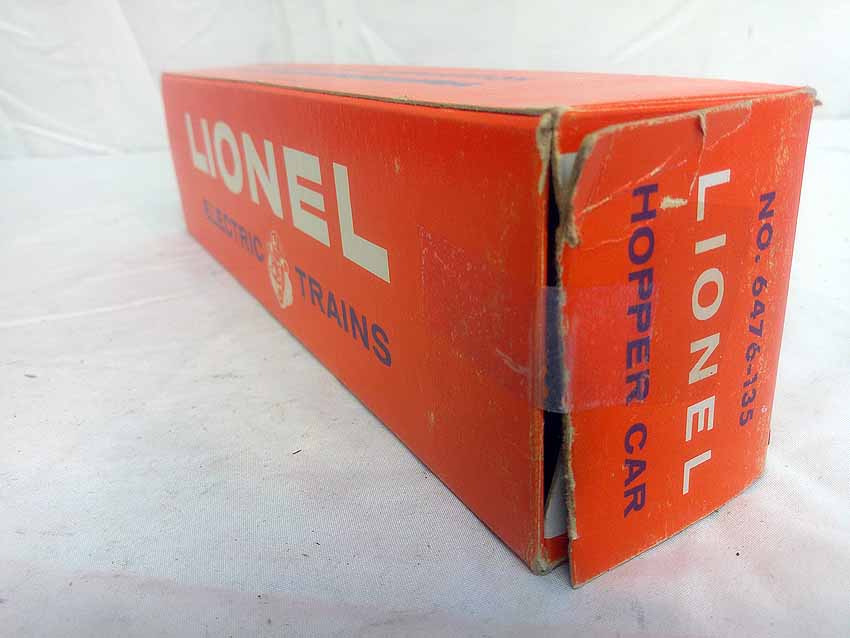 LIONEL
ELECTRIC TRAINS
NO. 6476-135
LIONEL
HOPPER CAR